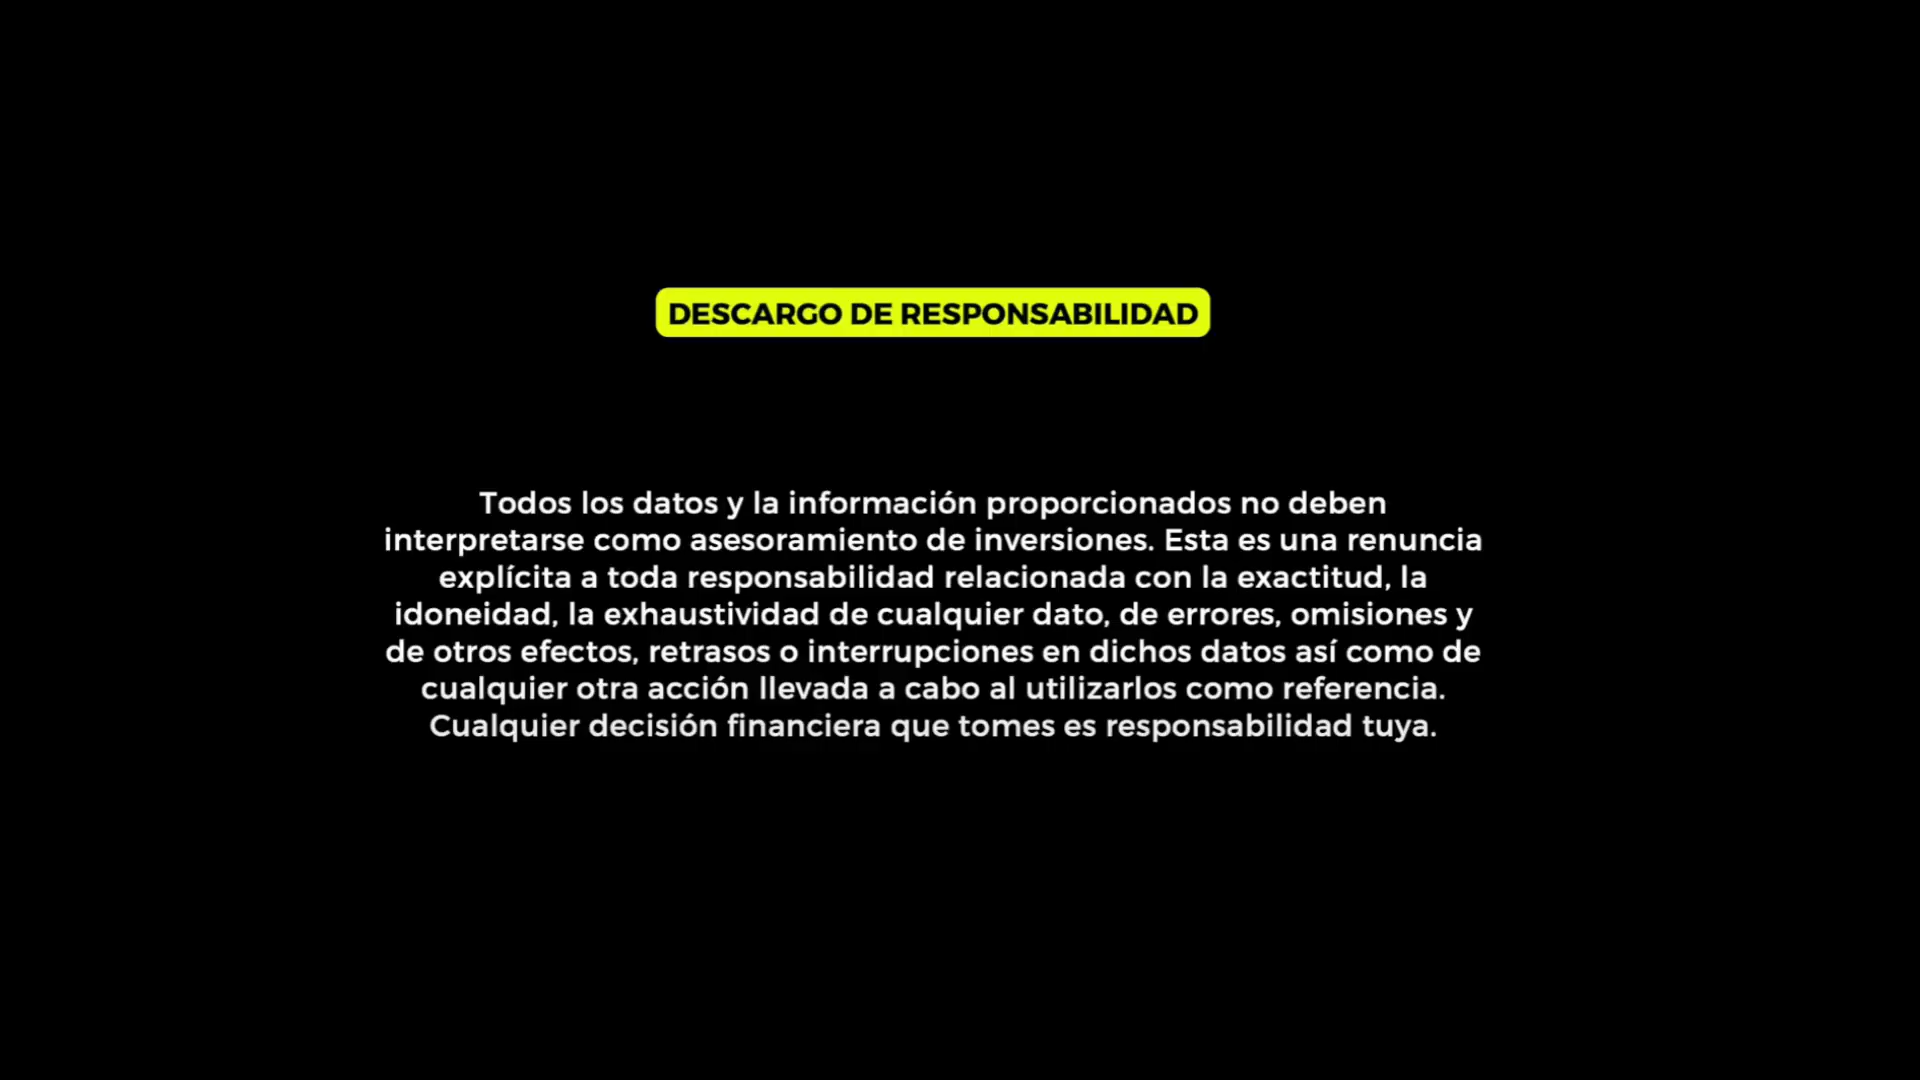 DESCARGO DE RESPONSABILIDAD
Todos los datos y la información proporcionados no deben
interpretarse como asesoramiento de inversiones. Esta es una renuncia
explícita a toda responsabilidad relacionada con la exactitud, la
idoneidad, la exhaustividad de cualquier dato, de errores, omisiones y
de otros efectos, retrasos o interrupciones en dichos datos así como de
cualquier otra acción llevada a cabo al utilizarlos como referencia.
Cualquier decisión financiera que tomes es responsabilidad tuya.